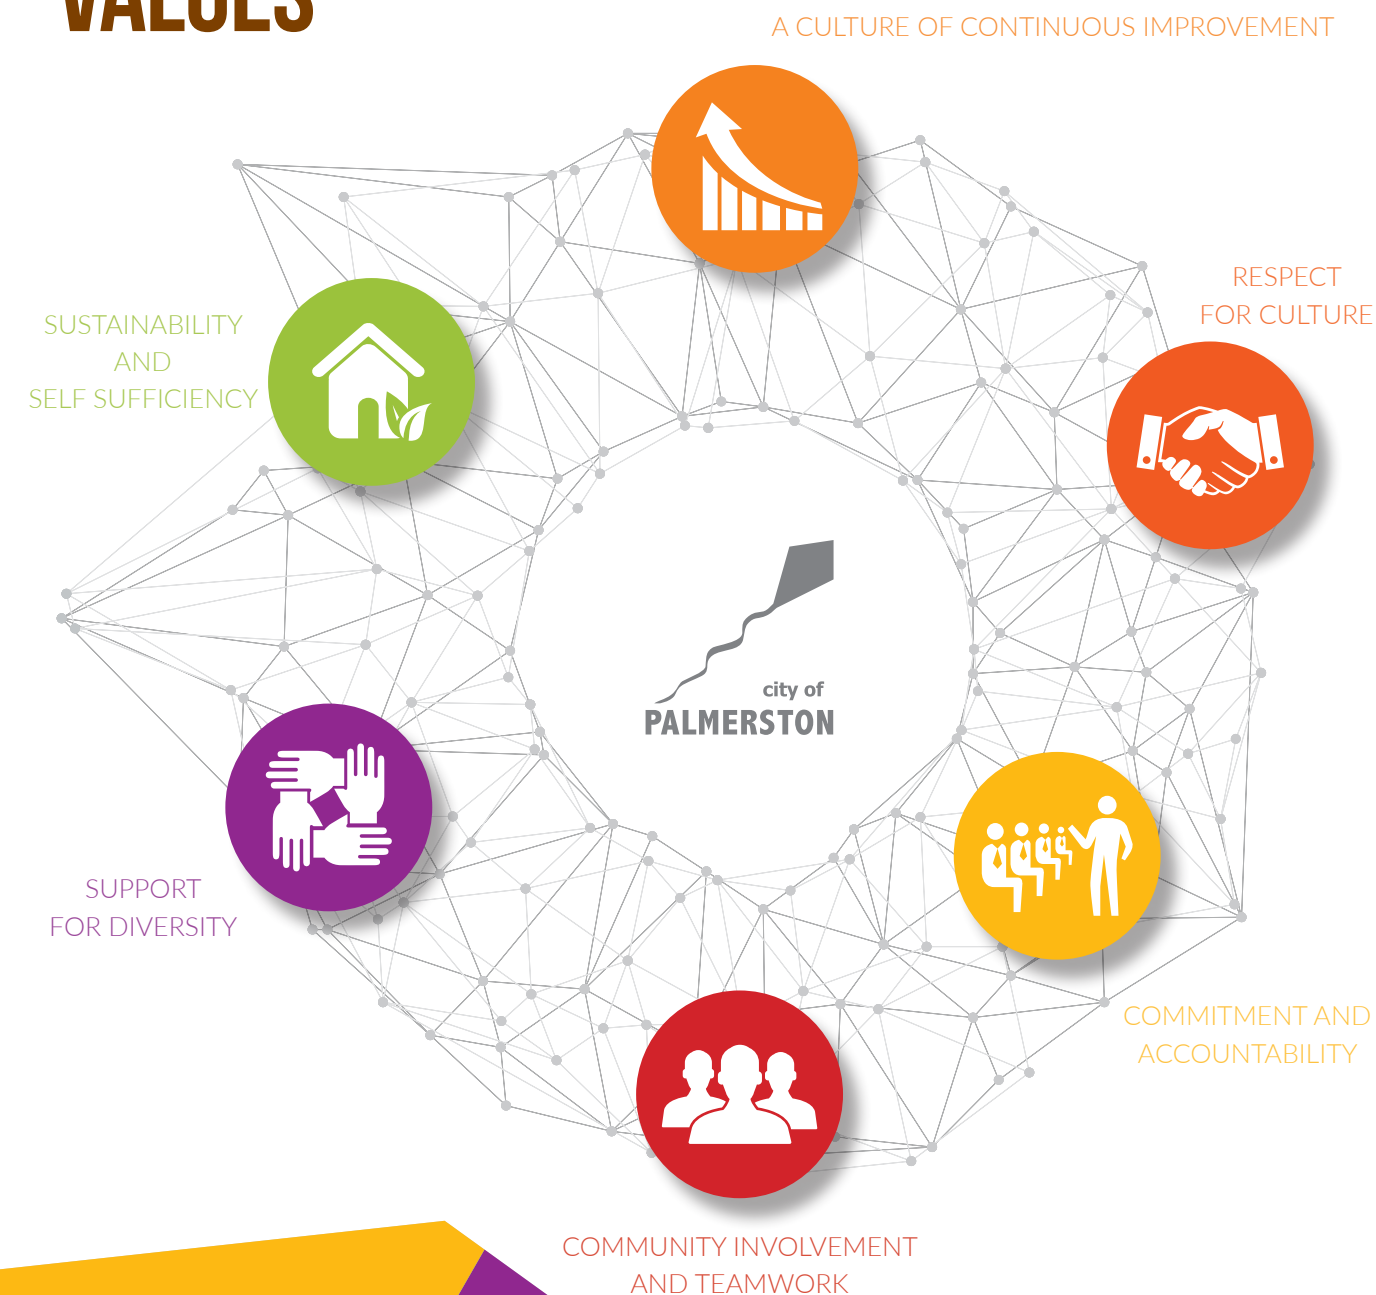 VALUES
A CULTURE OF CONTINUOUS IMPROVEMENT
RESPECT
FOR CULTURE
SUSTAINABILITY
AND
SELF SUFFICIENCY
city of
PALMERSTON
SUPPORT
FOR DIVERSITY
COMMITMENT AND
ACCOUNTABILITY
COMMUNITY INVOLVEMENT
AND TEAMWORK